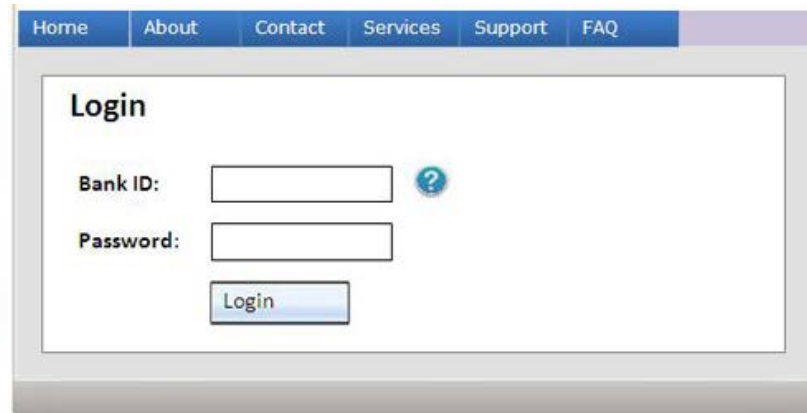 Home About Contact Services Support FAQ
Login
Bank ID: ?
Password:
Login